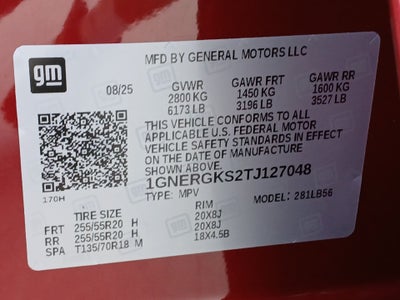 gm
MFD BY GENERAL MOTORS LLC
08/25
GVWR GAWR FRT GAWR RR
2800 KG 1450 KG 1600 KG
6173 LB 3196 LB 3527 LB
THIS VEHICLE CONFORMS TO ALL
APPLICABLE U.S. FEDERAL MOTOR
VEHICLE SAFETY STANDARDS IN EFFECT
ON THE DATE OF MANUFACTURE
1GNERGKS2TJ127048
170H
TYPE: MPV MODEL: 281LB56
TIRE SIZE RIM
FRT 255/55R20 H 20X8J
RR 255/55R20 H 20X8J
SPA T135/70R18 M 18X4.5B